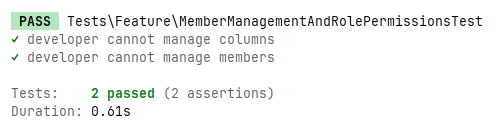 PASS Tests\Feature\MemberManagementAndRolePermissionsTest
✓ developer cannot manage columns
✓ developer cannot manage members
Tests: 2 passed (2 assertions)
Duration: 0.61s